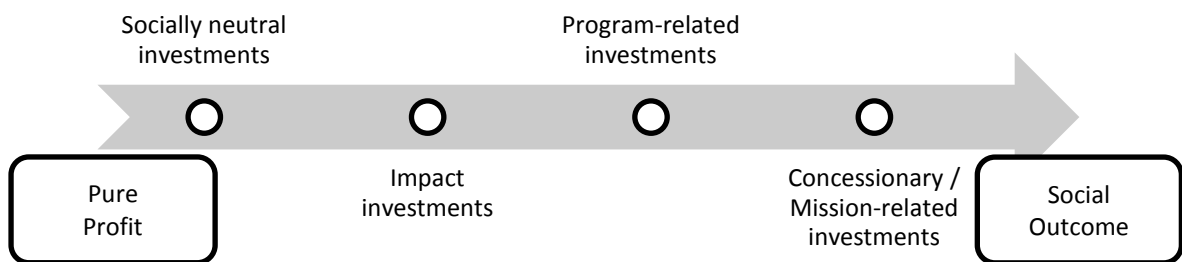 Socially neutral
investments
Program-related
investments
Pure
Profit
Impact
investments
Concessionary /
Mission-related
investments
Social
Outcome